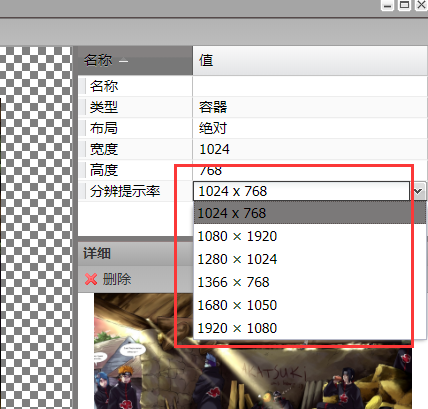 名称 值
名称
类型 容器
布局 绝对
宽度 1024
高度 768
分辨提示率 1024 x 768
1024 x 768
1080 × 1920
1280 × 1024
1366 × 768
1680 × 1050
1920 × 1080
详细
删除
AKATSUKI